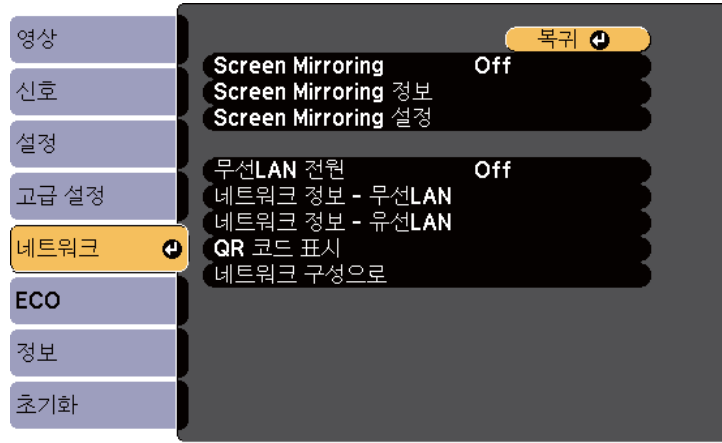 영상
신호
설정
고급 설정
네트워크
ECO
정보
초기화
복귀
Screen Mirroring Off
Screen Mirroring 정보
Screen Mirroring 설정
무선LAN 전원 Off
네트워크 정보 - 무선LAN
네트워크 정보 - 유선LAN
QR 코드 표시
네트워크 구성으로